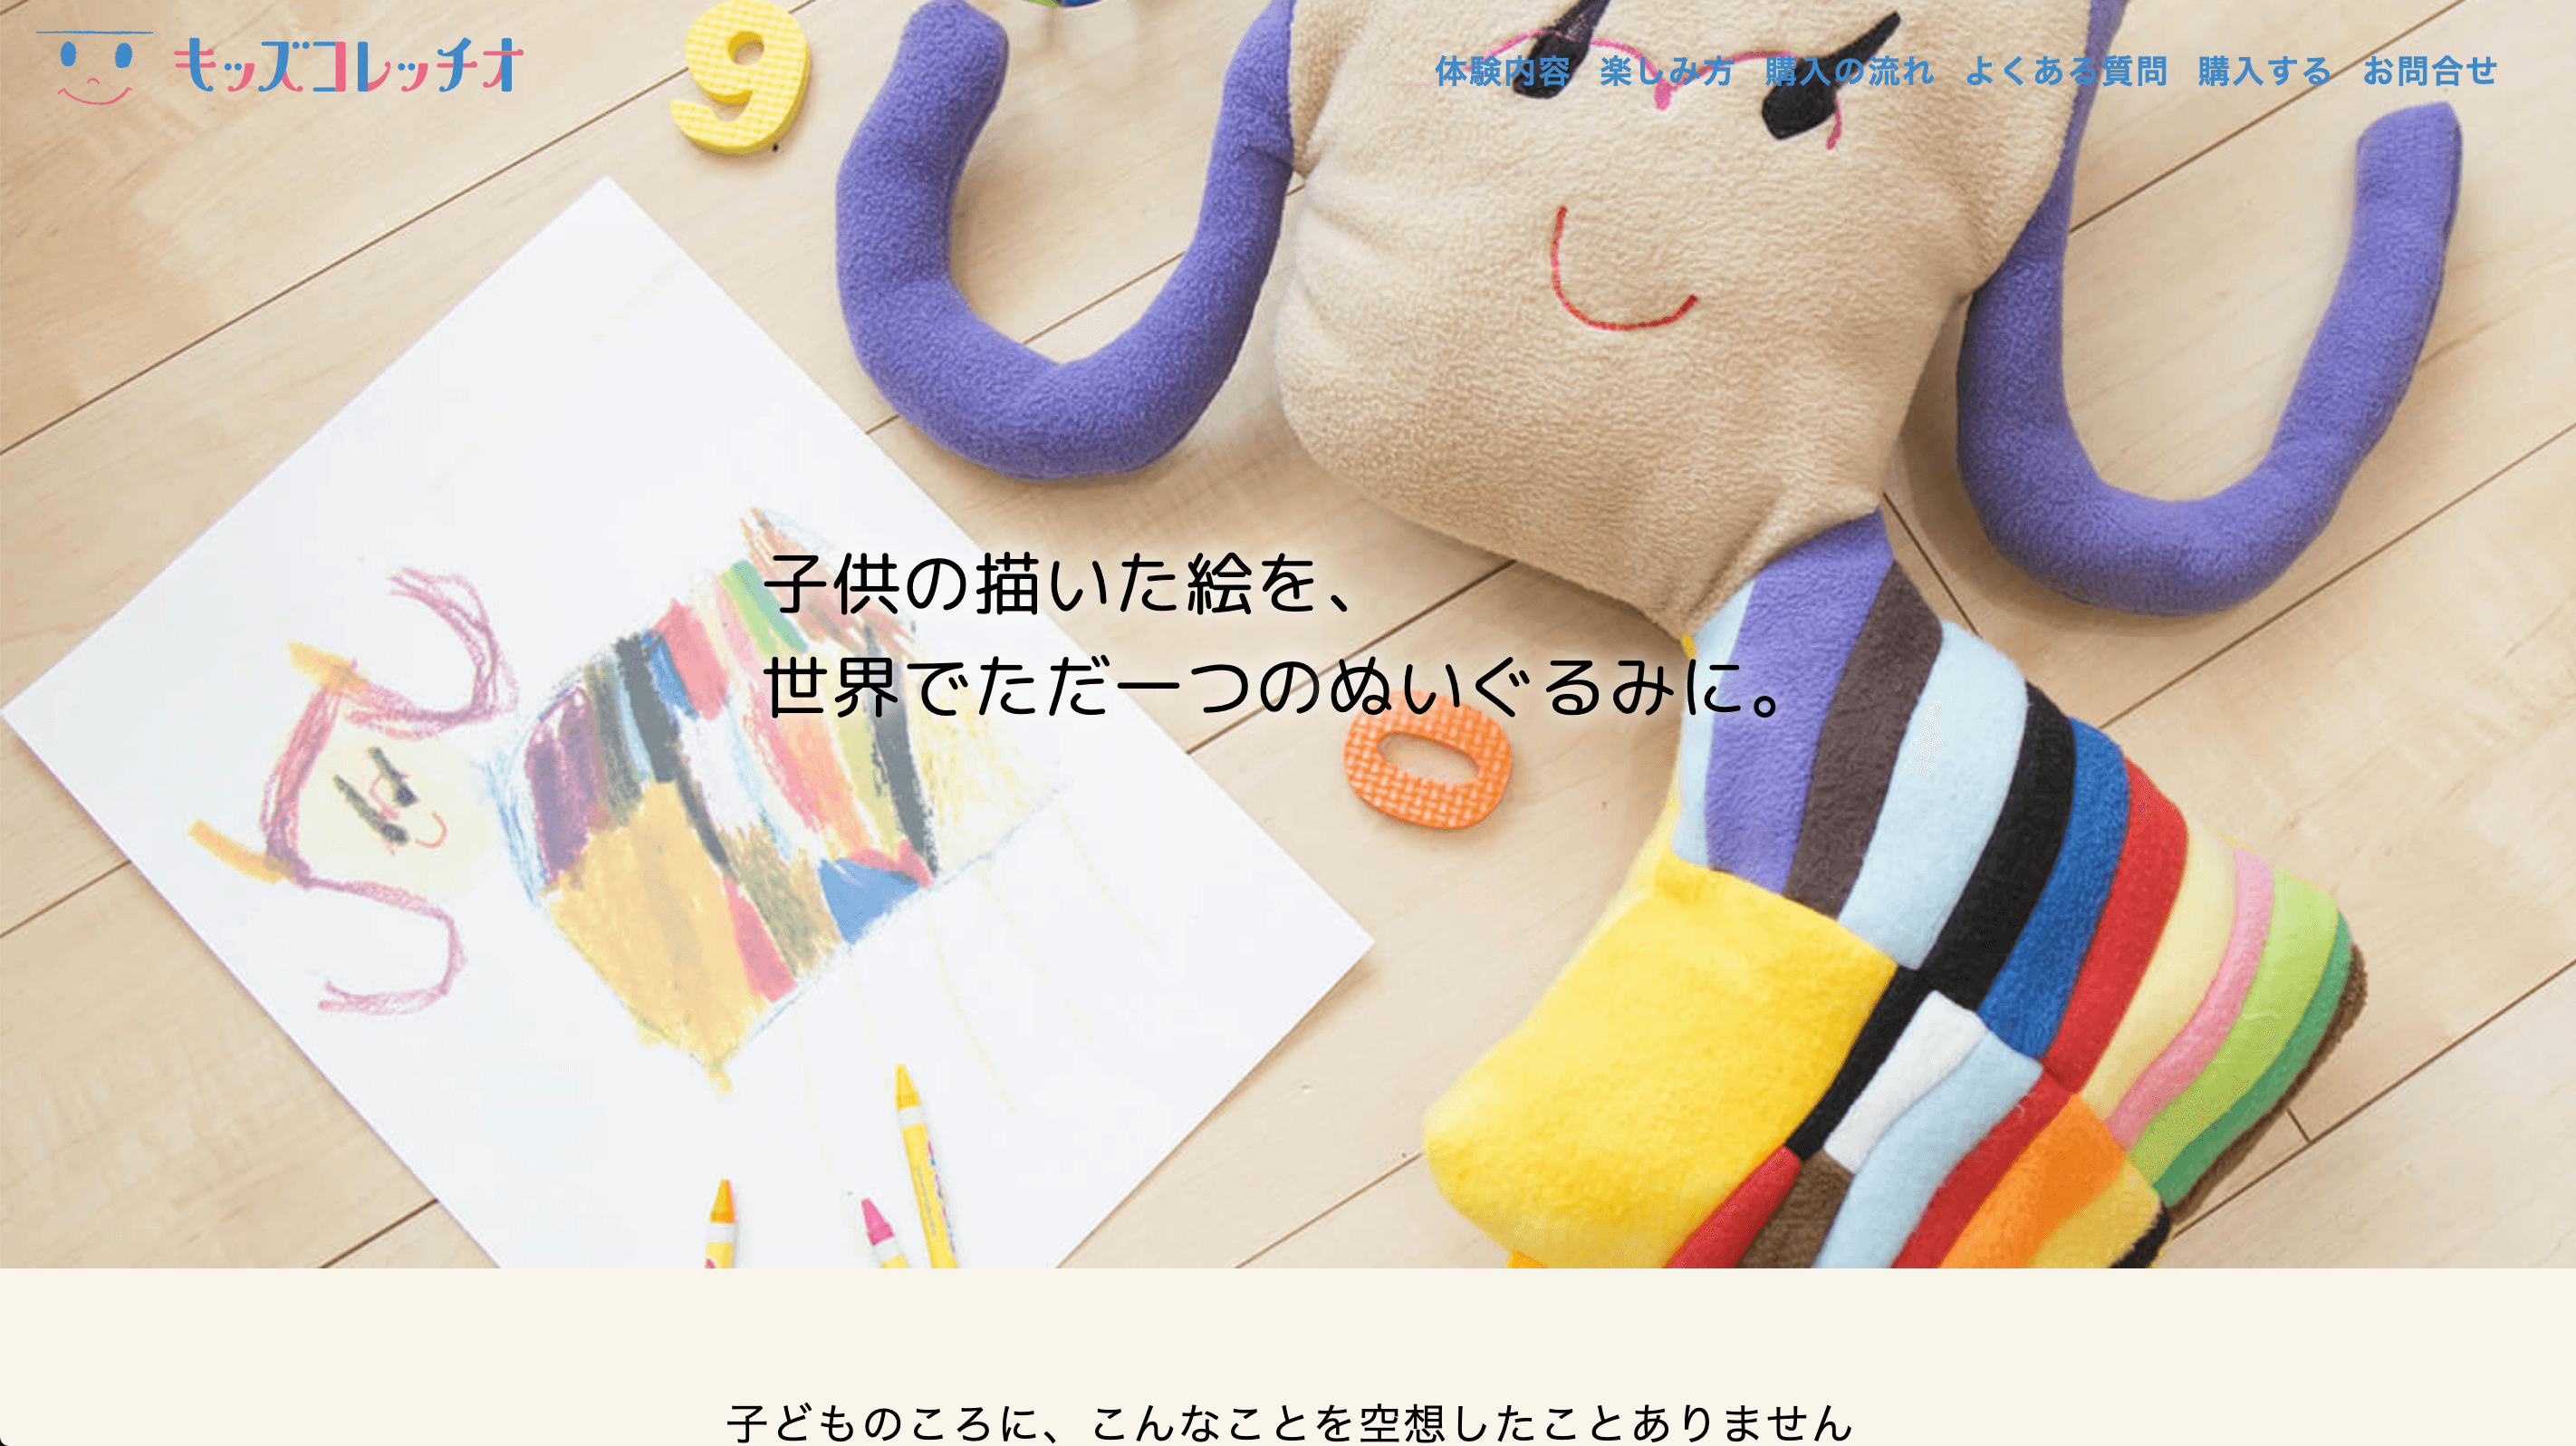 キッズコレッチオ
体験内容 楽しみ方 購入の流れ よくある質問 購入する お問合せ
9
子供の描いた絵を、
世界でただ一つのぬいぐるみに。
0
子どものころに、こんなことを空想したことありません